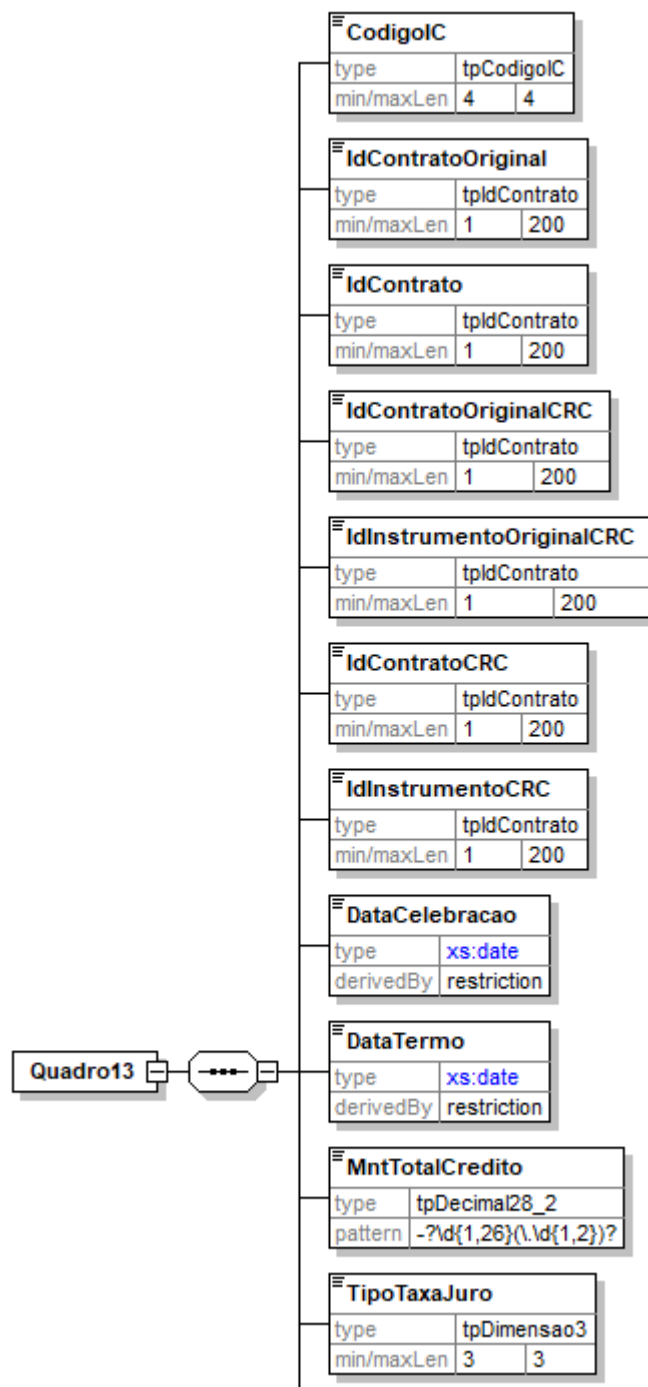 CodigoIC
type tpCodigoIC
min/maxLen 4 4
IdContratoOriginal
type tpIdContrato
min/maxLen 1 200
IdContrato
type tpIdContrato
min/maxLen 1 200
IdContratoOriginalCRC
type tpIdContrato
min/maxLen 1 200
IdInstrumentoOriginalCRC
type tpIdContrato
min/maxLen 1 200
IdContratoCRC
type tpIdContrato
min/maxLen 1 200
IdInstrumentoCRC
type tpIdContrato
min/maxLen 1 200
DataCelebracao
type xs:date
derivedBy restriction
Quadro13
DataTermo
type xs:date
derivedBy restriction
MntTotalCredito
type tpDecimal28_2
pattern -?\d{1,26}(\.\d{1,2})?
TipoTaxaJuro
type tpDimensao3
min/maxLen 3 3